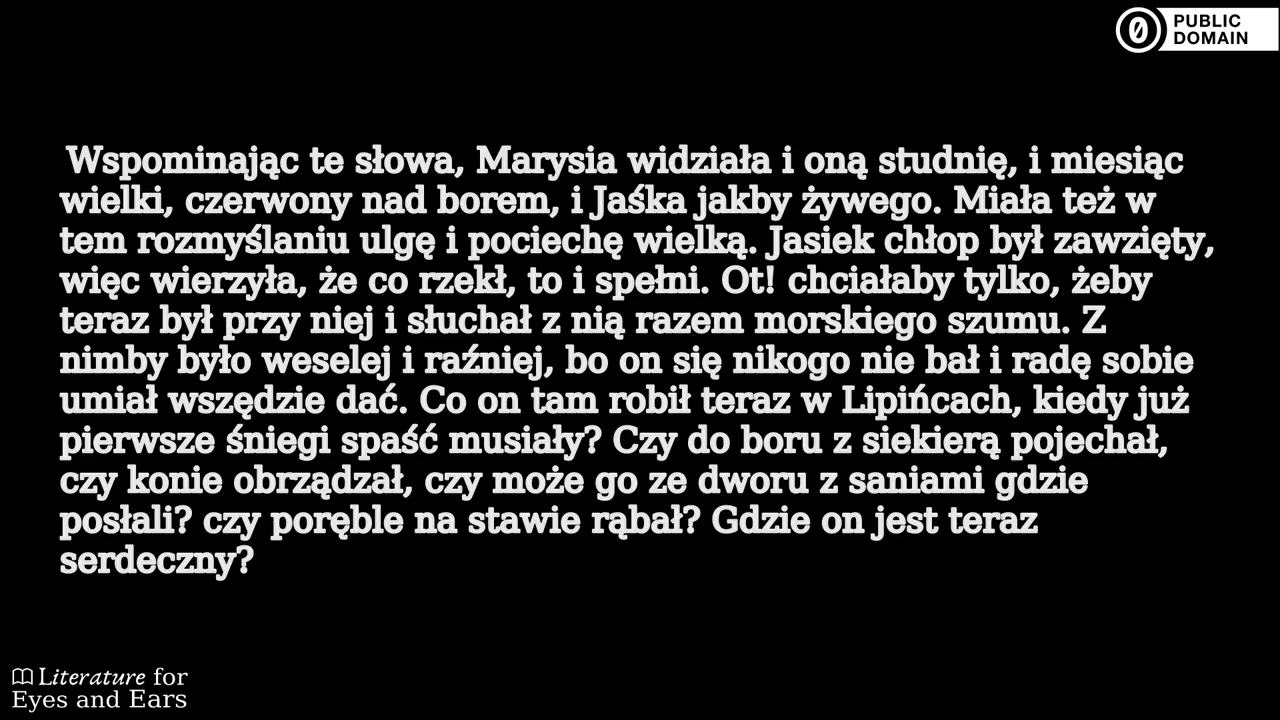 PUBLIC
DOMAIN
Wspominając te słowa, Marysia widziała i oną studnię, i miesiąc
wielki, czerwony nad borem, i Jaśka jakby żywego. Miała też w
tem rozmyślaniu ulgę i pociechę wielką. Jasiek chłop był zawzięty,
więc wierzyła, że co rzekł, to i spełni. Ot! chciałaby tylko, żeby
teraz był przy niej i słuchał z nią razem morskiego szumu. Z
nimby było weselej i raźniej, bo on się nikogo nie bał i radę sobie
umiał wszędzie dać. Co on tam robił teraz w Lipińcach, kiedy już
pierwsze śniegi spaść musiały? Czy do boru z siekierą pojechał,
czy konie obrządzał, czy może go ze dworu z saniami gdzie
posłali? czy poręble na stawie rąbał? Gdzie on jest teraz
serdeczny?
Literature for
Eyes and Ears